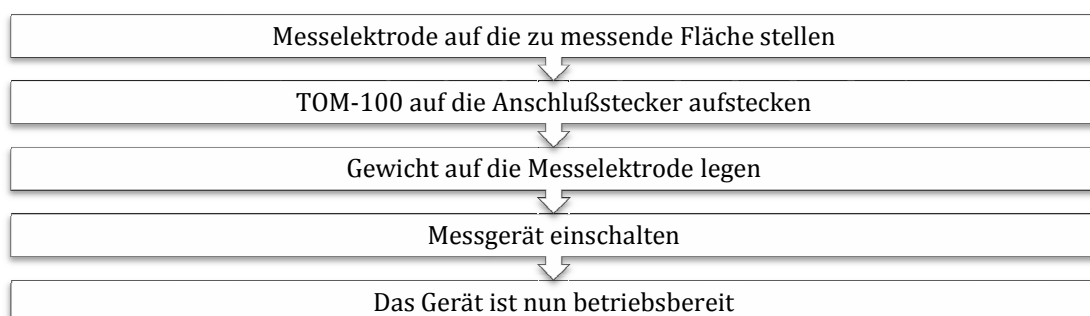 Messelektrode auf die zu messende Fläche stellen
TOM-100 auf die Anschlußstecker aufstecken
Gewicht auf die Messelektrode legen
Messgerät einschalten
Das Gerät ist nun betriebsbereit